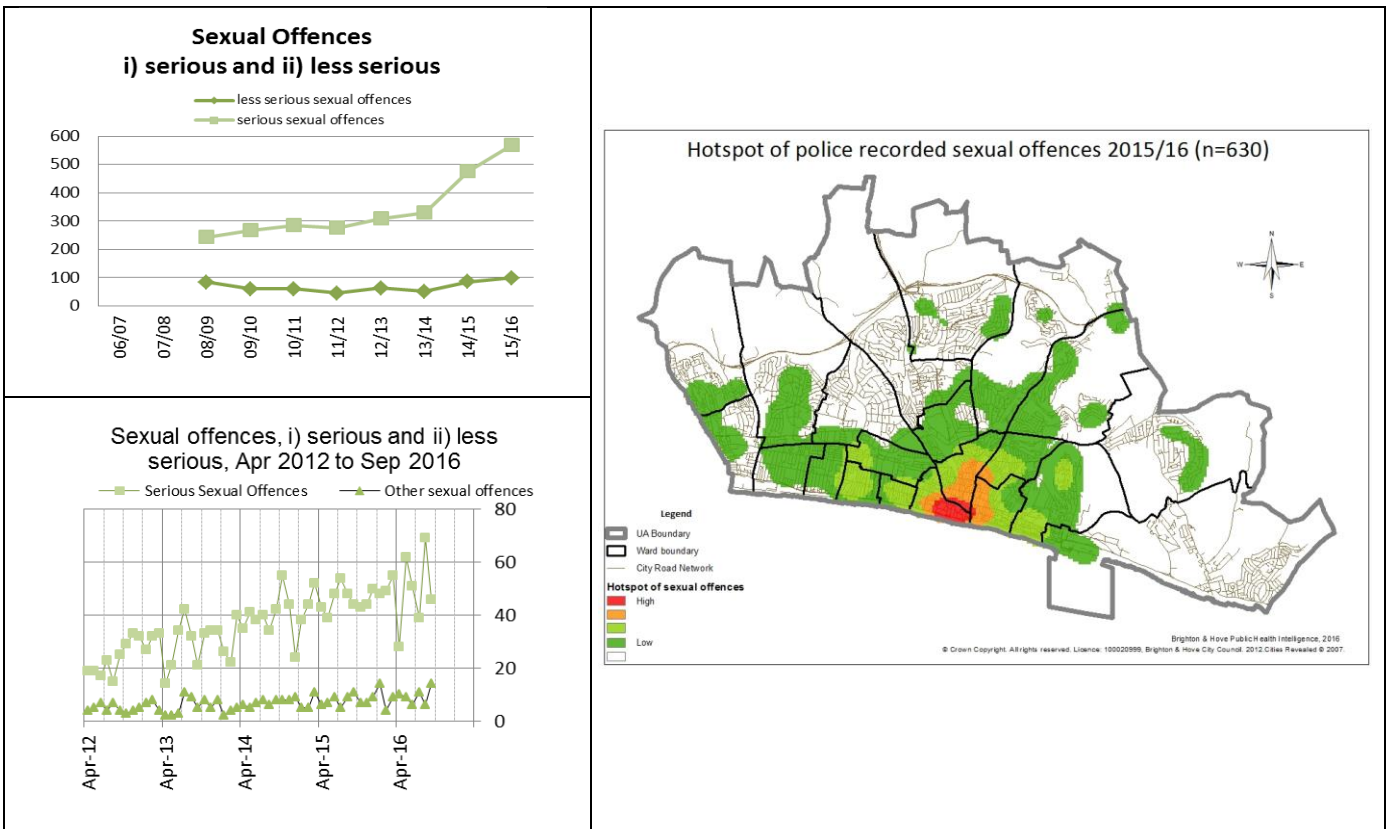 Sexual Offences
i) serious and ii) less serious
less serious sexual offences
serious sexual offences
600
500
400
300
200
100
0
06/07
07/08
08/09
09/10
10/11
11/12
12/13
13/14
14/15
15/16
Sexual offences, i) serious and ii) less
serious, Apr 2012 to Sep 2016
Serious Sexual Offences
Other sexual offences
80
60
40
20
0
Apr-12
Apr-13
Apr-14
Apr-15
Apr-16
Hotspot of police recorded sexual offences 2015/16 (n=630)
N
W
E
S
Legend
UA Boundary
Ward boundary
City Road Network
Hotspot of sexual offences
High
Low
Brighton & Hove Public Health Intelligence, 2016
© Crown Copyright. All rights reserved. Licence: 100020999, Brighton & Hove City Council. 2012.Cities Revealed © 2007.